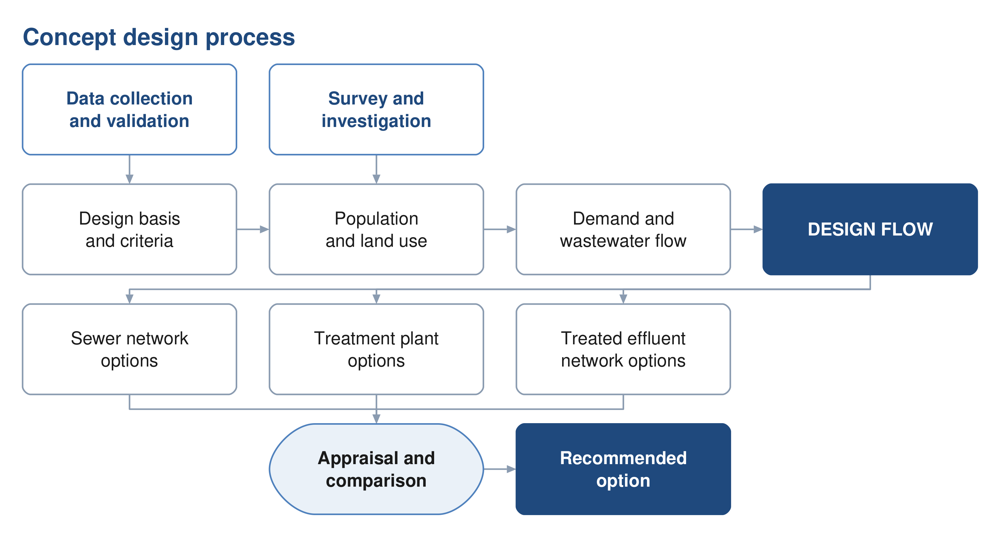 Concept design process
Data collection
and validation
Survey and
investigation
Design basis
and criteria
Population
and land use
Demand and
wastewater flow
DESIGN FLOW
Sewer network
options
Treatment plant
options
Treated effluent
network options
Appraisal and
comparison
Recommended
option